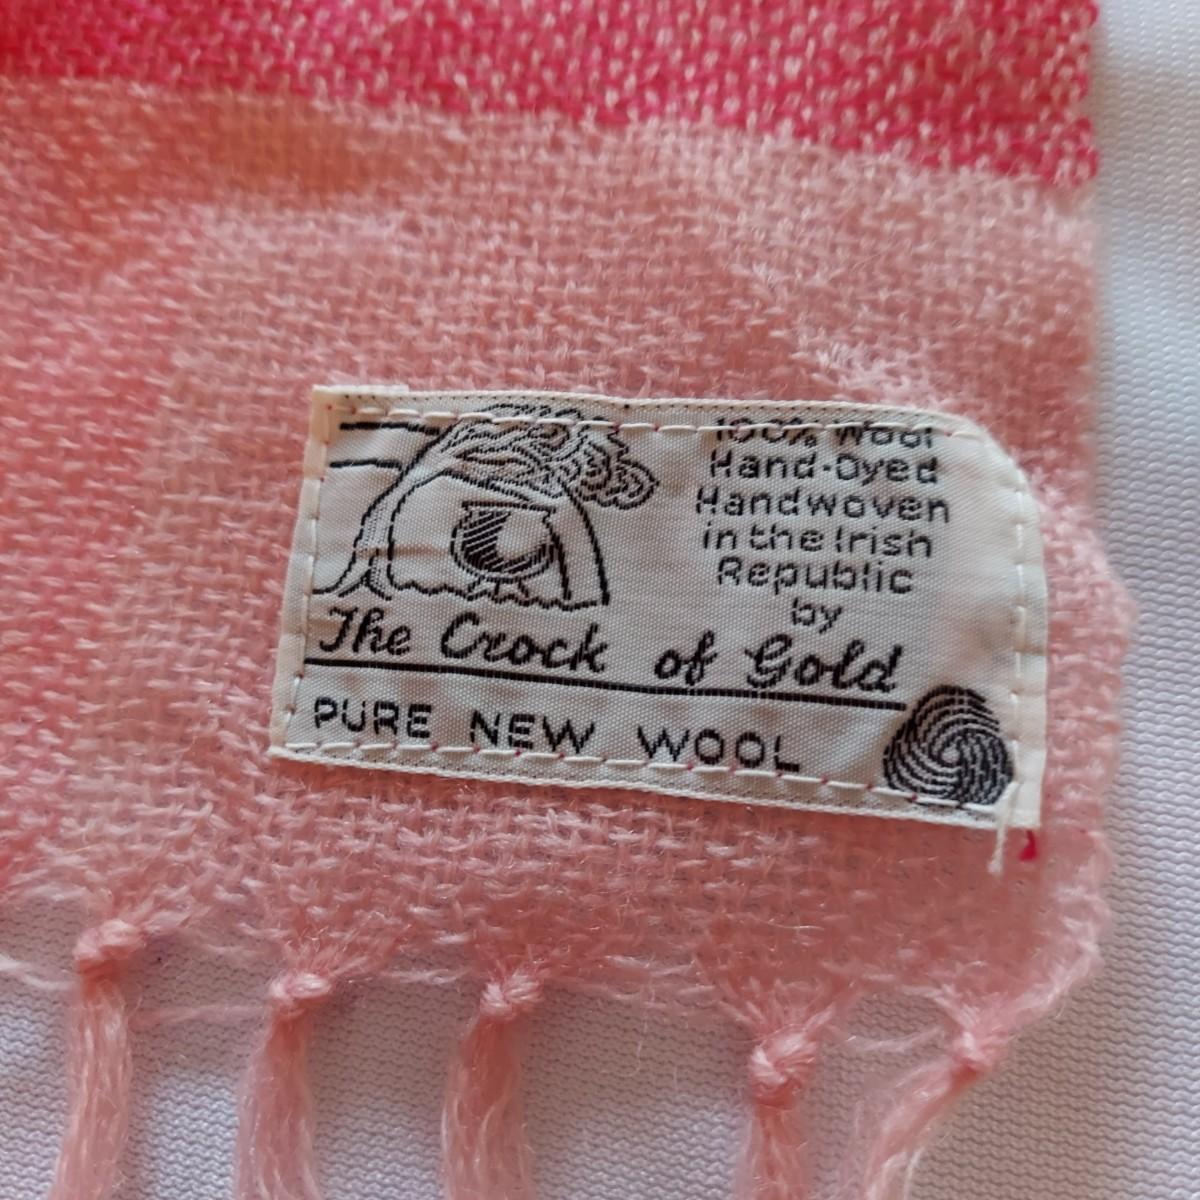 100% Wool
Hand-Dyed
Handwoven
in the Irish
Republic
by
The Crock of Gold
PURE NEW WOOL